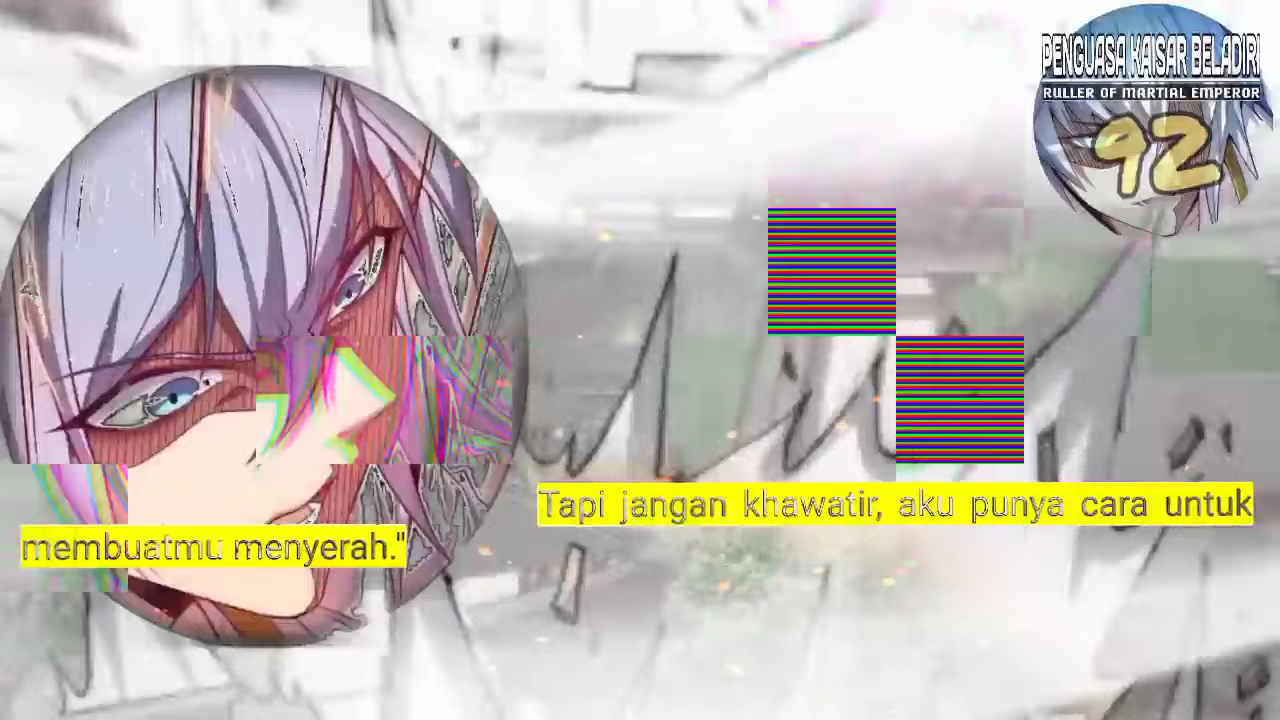 PENGUASA KAISAR BELADIRI
RULLER OF MARTIAL EMPEROR
92
Tapi jangan khawatir, aku punya cara untuk
membuatmu menyerah."